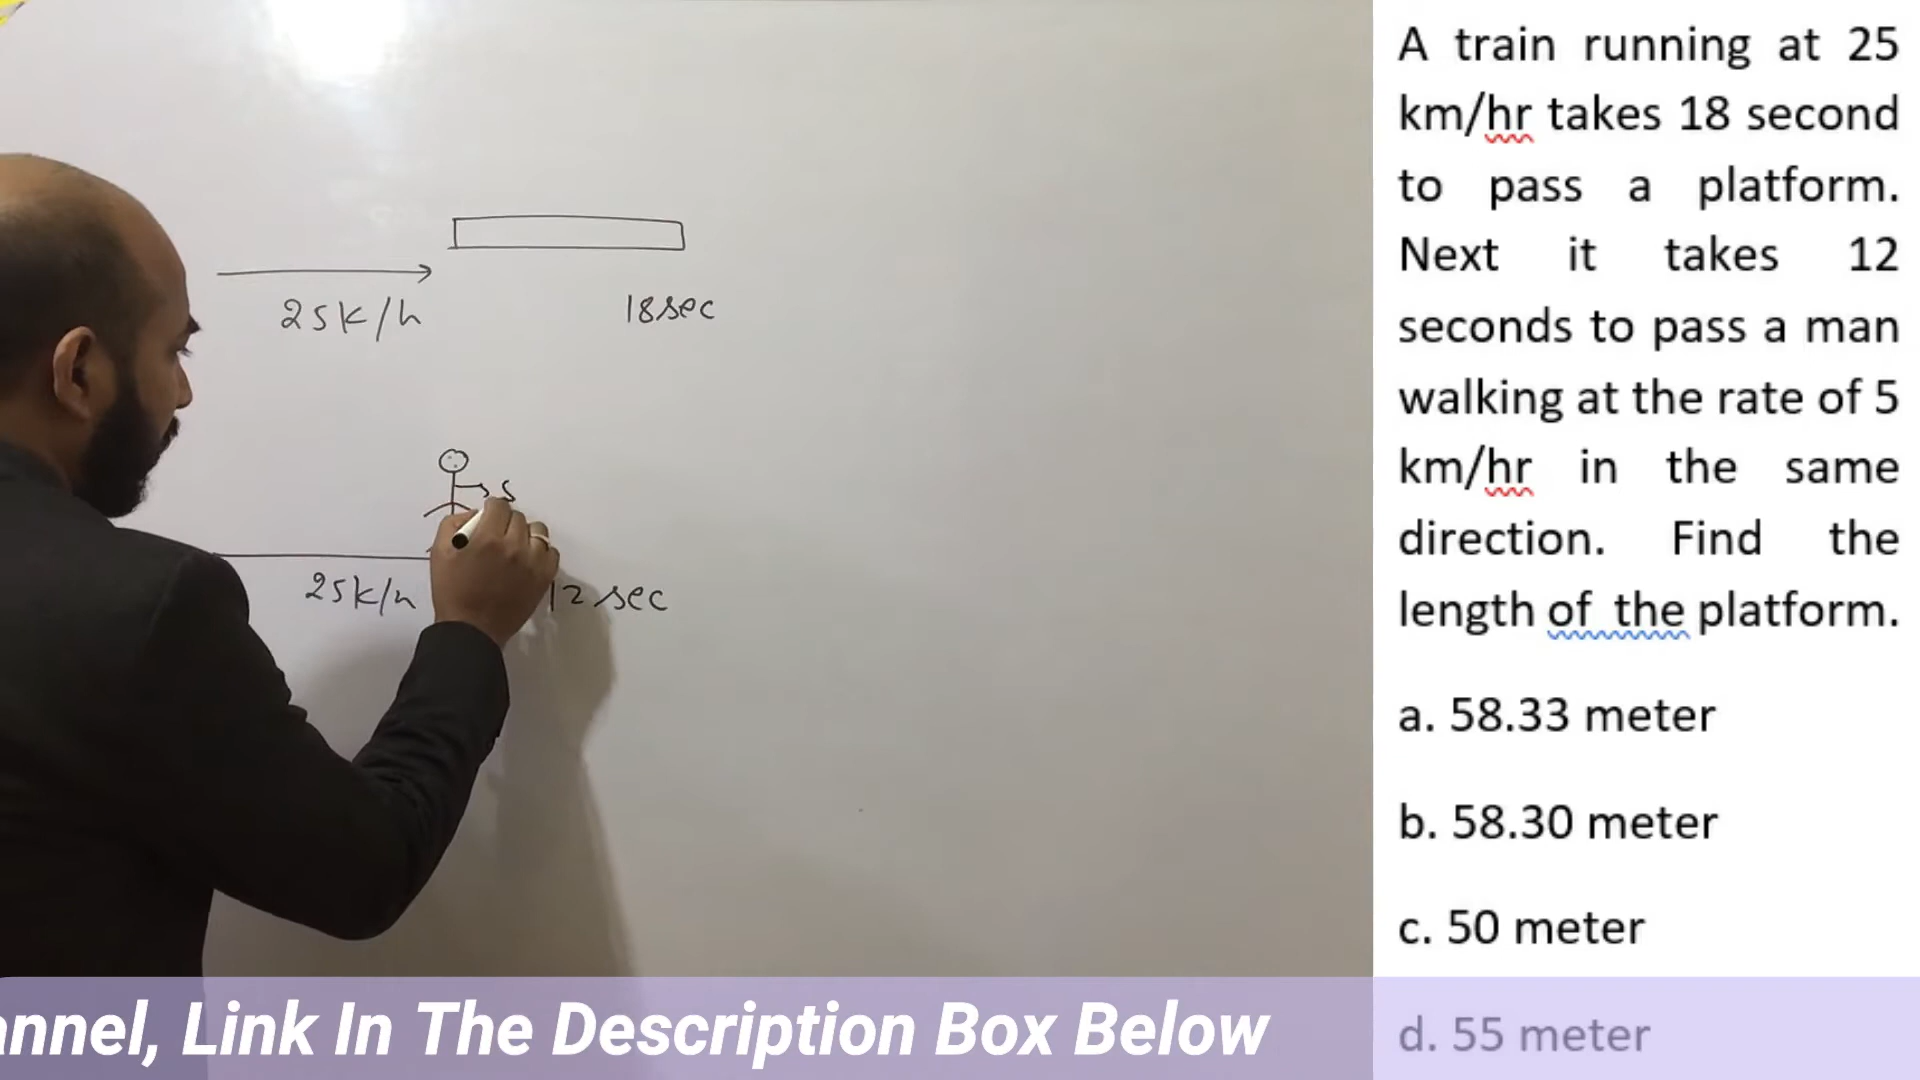 25K/h
18sec
5
25k/h
12 sec
A train running at 25
km/hr takes 18 second
to pass a platform.
Next it takes 12
seconds to pass a man
walking at the rate of 5
km/hr in the same
direction. Find the
length of the platform.
a. 58.33 meter
b. 58.30 meter
c. 50 meter
d. 55 meter
annel, Link In The Description Box Below